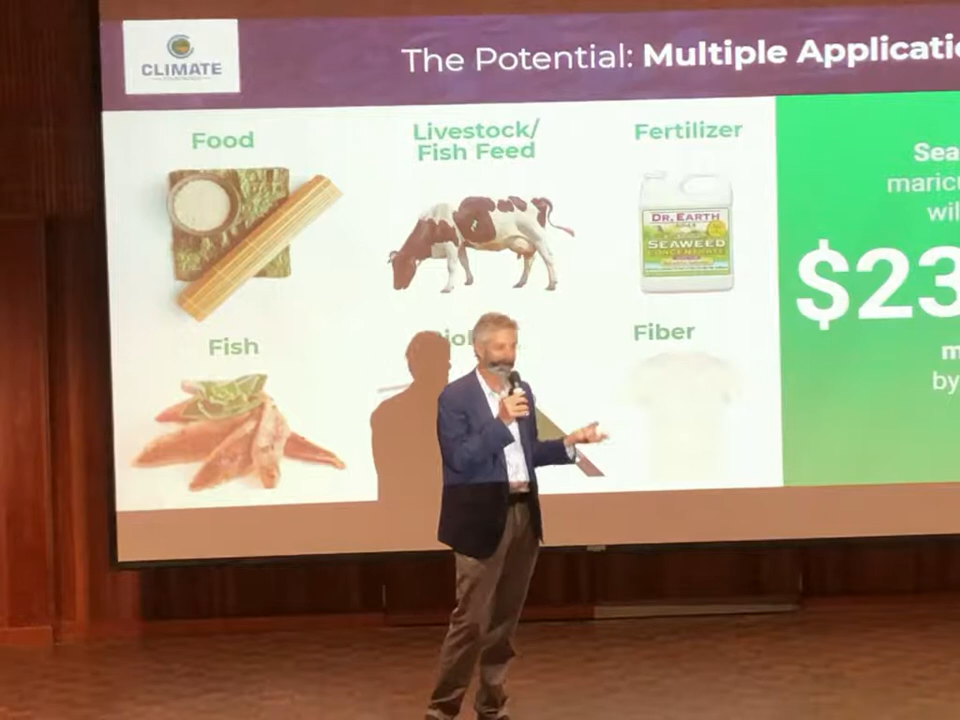 CLIMATE
The Potential: Multiple Applicatio
Food
Livestock/
Fish Feed
Fertilizer
DR. EARTH
SEAWEED
CONCENTRATE
Fish
Fiber
Sea
maricu
wil
$23
m
by